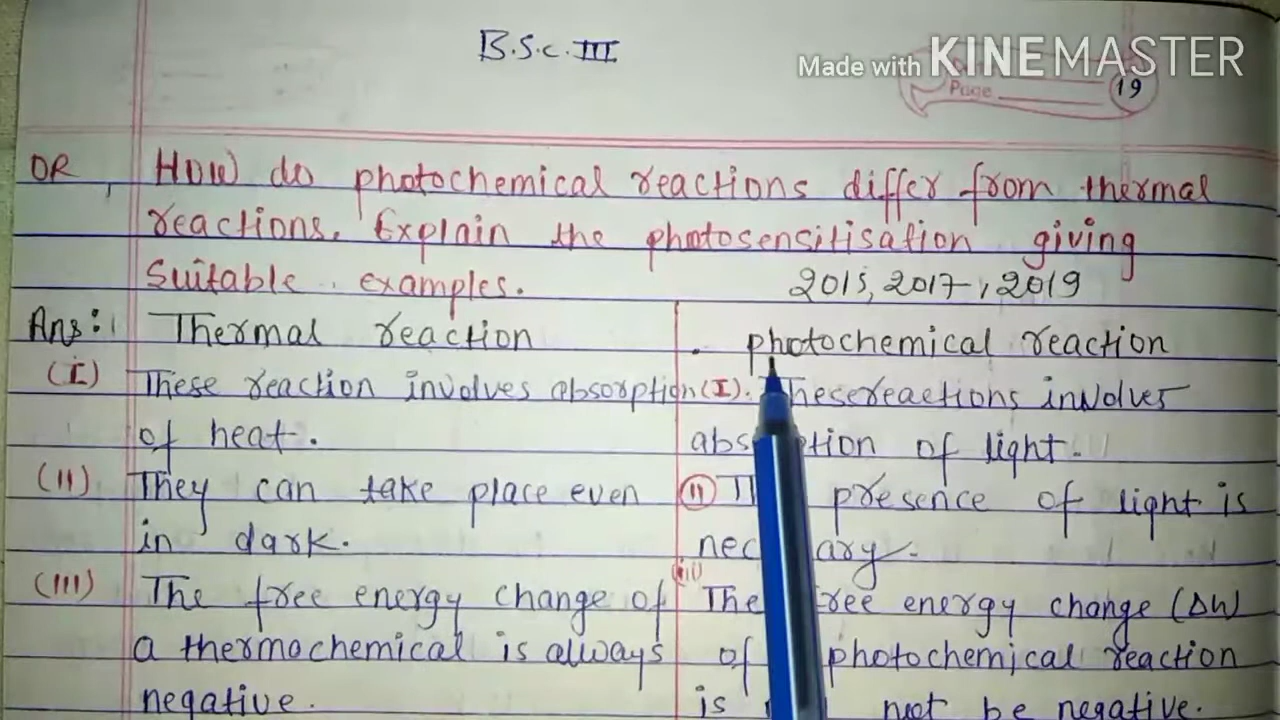 B.Sc. III
Made with KINEMASTER
Page 19
OR, How do photochemical reactions differ from thermal
reactions. Explain the photosensitisation giving
Suitable examples.
2015, 2017, 2019
Ans: Thermal reaction
photochemical reaction
(I) These reaction involves absorption
of heat.
(I). These reactions involves
of light.
(II) They can take place even
in dark.
(II) presence of light is
(III) The free energy change of
a thermochemical is always
negative.
(III) The free energy change (ΔW)
of photochemical reaction
is not be negative.